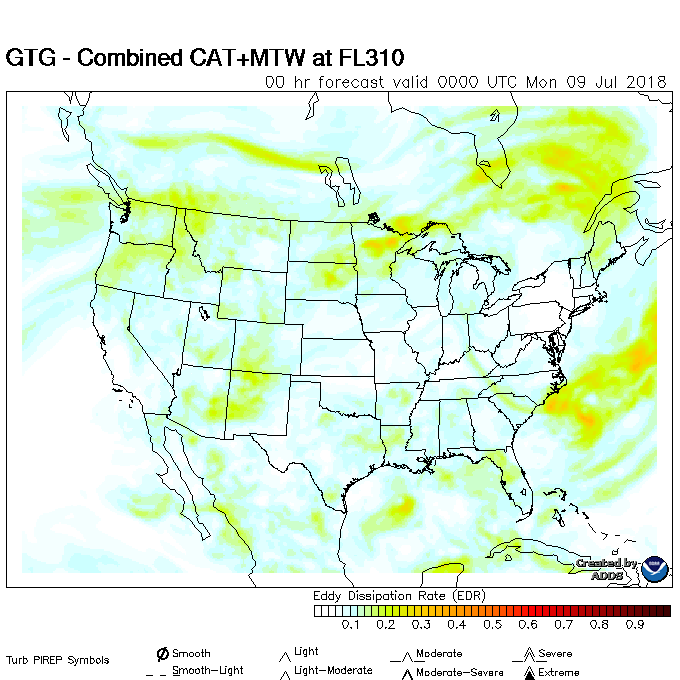 GTG - Combined CAT+MTW at FL310
00 hr forecast valid 0000 UTC Mon 09 Jul 2018
Created by
ADDS
Eddy Dissipation Rate (EDR)
0.1 0.2 0.3 0.4 0.5 0.6 0.7 0.8 0.9
Turb PIREP Symbols
Smooth Light Moderate Severe
Smooth-Light Light-Moderate Moderate-Severe Extreme